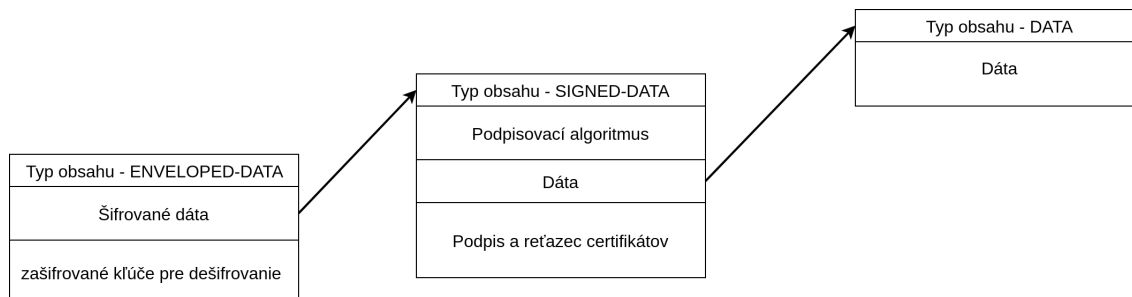 Typ obsahu - ENVELOPED-DATA
Šifrované dáta
zašifrované kľúče pre dešifrovanie
Typ obsahu - SIGNED-DATA
Podpisovací algoritmus
Dáta
Podpis a reťazec certifikátov
Typ obsahu - DATA
Dáta